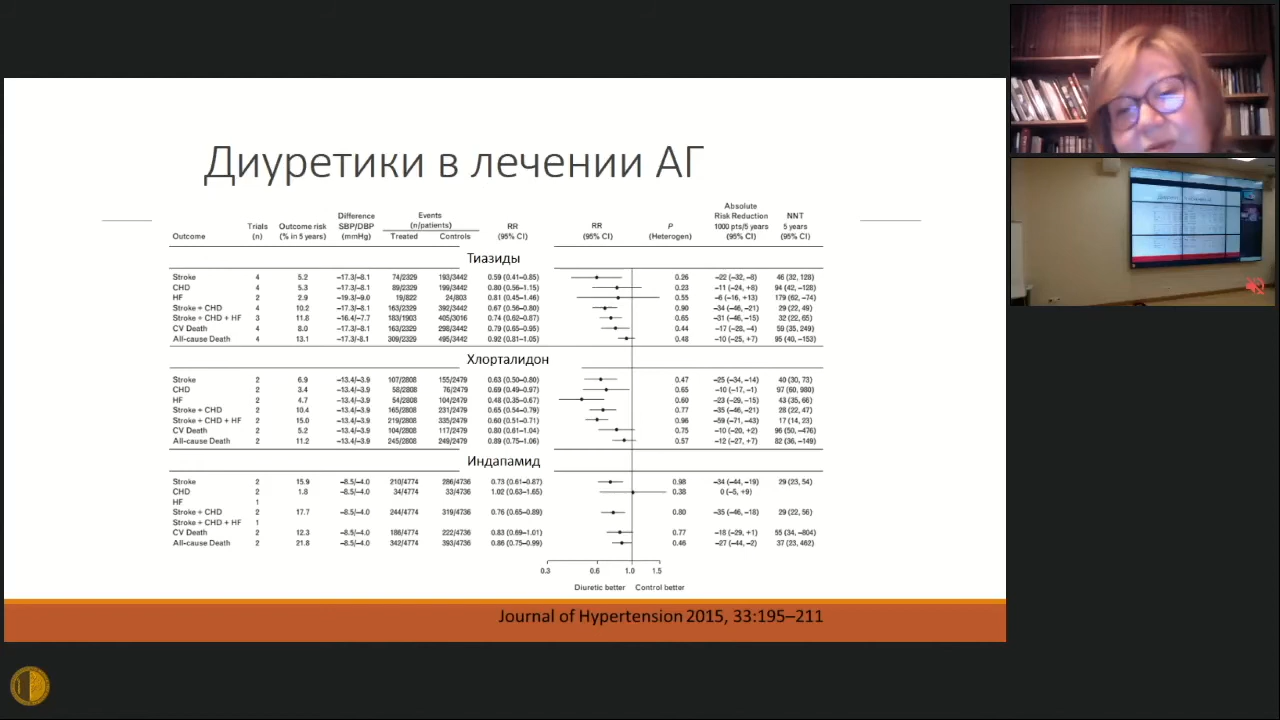 Диуретики в лечении АГ
Outcome Trials (n) Outcome risk (% in 5 years) Difference SBP/DBP (mmHg) Events (n/patients) Treated Controls RR (95% CI) RR (95% CI) P (Heterogen) Absolute Risk Reduction 1000 pts/5 years (95% CI) NNT 5 years (95% CI)
Тиазиды
Stroke 4 5.2 –17.3/–8.1 74/2329 193/3442 0.59 (0.41–0.85) 0.26 –22 (–32, –8) 46 (32, 128)
CHD 4 5.3 –17.3/–8.1 89/2329 199/3442 0.80 (0.56–1.15) 0.23 –11 (–24, +8) 94 (42, –128)
HF 2 2.9 –19.3/–9.0 19/822 24/803 0.81 (0.45–1.46) 0.55 –6 (–16, +13) 179 (62, –74)
Stroke + CHD 4 10.2 –17.3/–8.1 163/2329 392/3442 0.67 (0.56–0.80) 0.90 –34 (–46, –21) 29 (22, 49)
Stroke + CHD + HF 3 11.8 –16.4/–7.7 183/1903 405/3016 0.74 (0.62–0.87) 0.65 –31 (–46, –15) 32 (22, 65)
CV Death 4 8.0 –17.3/–8.1 163/2329 298/3442 0.79 (0.65–0.95) 0.44 –17 (–28, –4) 59 (35, 249)
All-cause Death 4 13.1 –17.3/–8.1 309/2329 495/3442 0.92 (0.81–1.05) 0.48 –10 (–25, +7) 95 (40, –153)
Хлорталидон
Stroke 2 6.9 –13.4/–3.9 107/2808 155/2479 0.63 (0.50–0.80) 0.47 –25 (–34, –14) 40 (30, 73)
CHD 2 3.4 –13.4/–3.9 58/2808 76/2479 0.69 (0.49–0.97) 0.65 –10 (–17, –1) 97 (60, 980)
HF 2 4.7 –13.4/–3.9 54/2808 104/2479 0.48 (0.35–0.67) 0.60 –23 (–29, –15) 43 (35, 66)
Stroke + CHD 2 10.4 –13.4/–3.9 165/2808 231/2479 0.65 (0.54–0.79) 0.77 –35 (–46, –21) 28 (22, 47)
Stroke + CHD + HF 2 15.0 –13.4/–3.9 219/2808 335/2479 0.60 (0.51–0.71) 0.96 –59 (–71, –43) 17 (14, 23)
CV Death 2 5.2 –13.4/–3.9 104/2808 117/2479 0.80 (0.61–1.04) 0.75 –10 (–20, +2) 96 (50, –476)
All-cause Death 2 11.2 –13.4/–3.9 245/2808 249/2479 0.89 (0.75–1.06) 0.57 –12 (–27, +7) 82 (36, –149)
Индапамид
Stroke 2 15.9 –8.5/–4.0 210/4774 286/4736 0.73 (0.61–0.87) 0.98 –34 (–44, –19) 29 (23, 54)
CHD 2 1.8 –8.5/–4.0 34/4774 33/4736 1.02 (0.63–1.65) 0.38 0 (–5, +9)
HF 1
Stroke + CHD 2 17.7 –8.5/–4.0 244/4774 319/4736 0.76 (0.65–0.89) 0.80 –35 (–46, –18) 29 (22, 56)
Stroke + CHD + HF 1
CV Death 2 12.3 –8.5/–4.0 186/4774 222/4736 0.83 (0.69–1.01) 0.77 –18 (–29, +1) 55 (34, –804)
All-cause Death 2 21.8 –8.5/–4.0 342/4774 393/4736 0.86 (0.75–0.99) 0.46 –27 (–44, –2) 37 (23, 462)
0.3 0.6 1.0 1.5
Diuretic better Control better
Journal of Hypertension 2015, 33:195–211